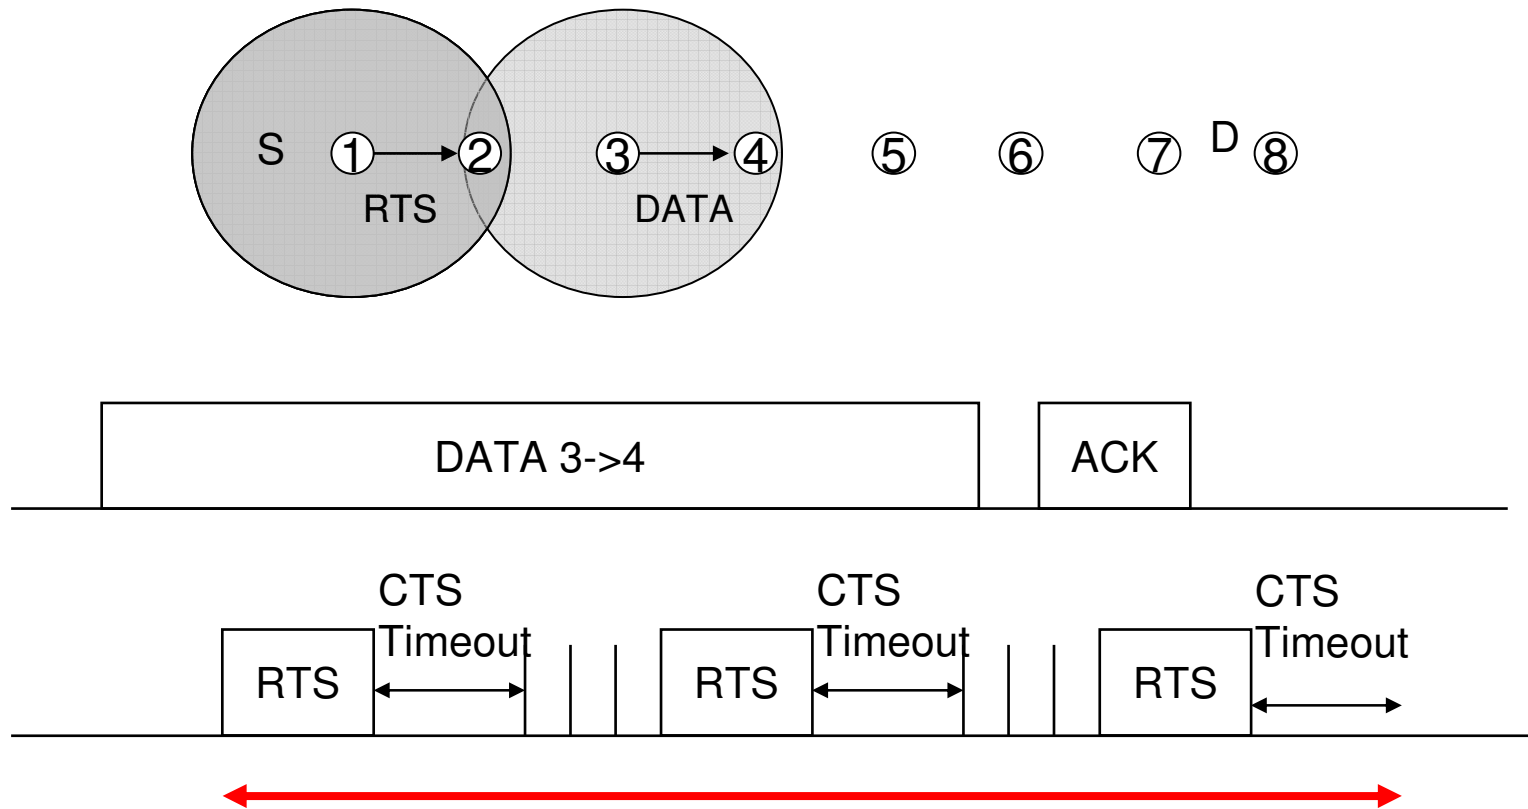 S 1 2 3 4 5 6 7 D 8
RTS DATA
DATA 3->4 ACK
CTS CTS CTS
Timeout Timeout Timeout
RTS RTS RTS